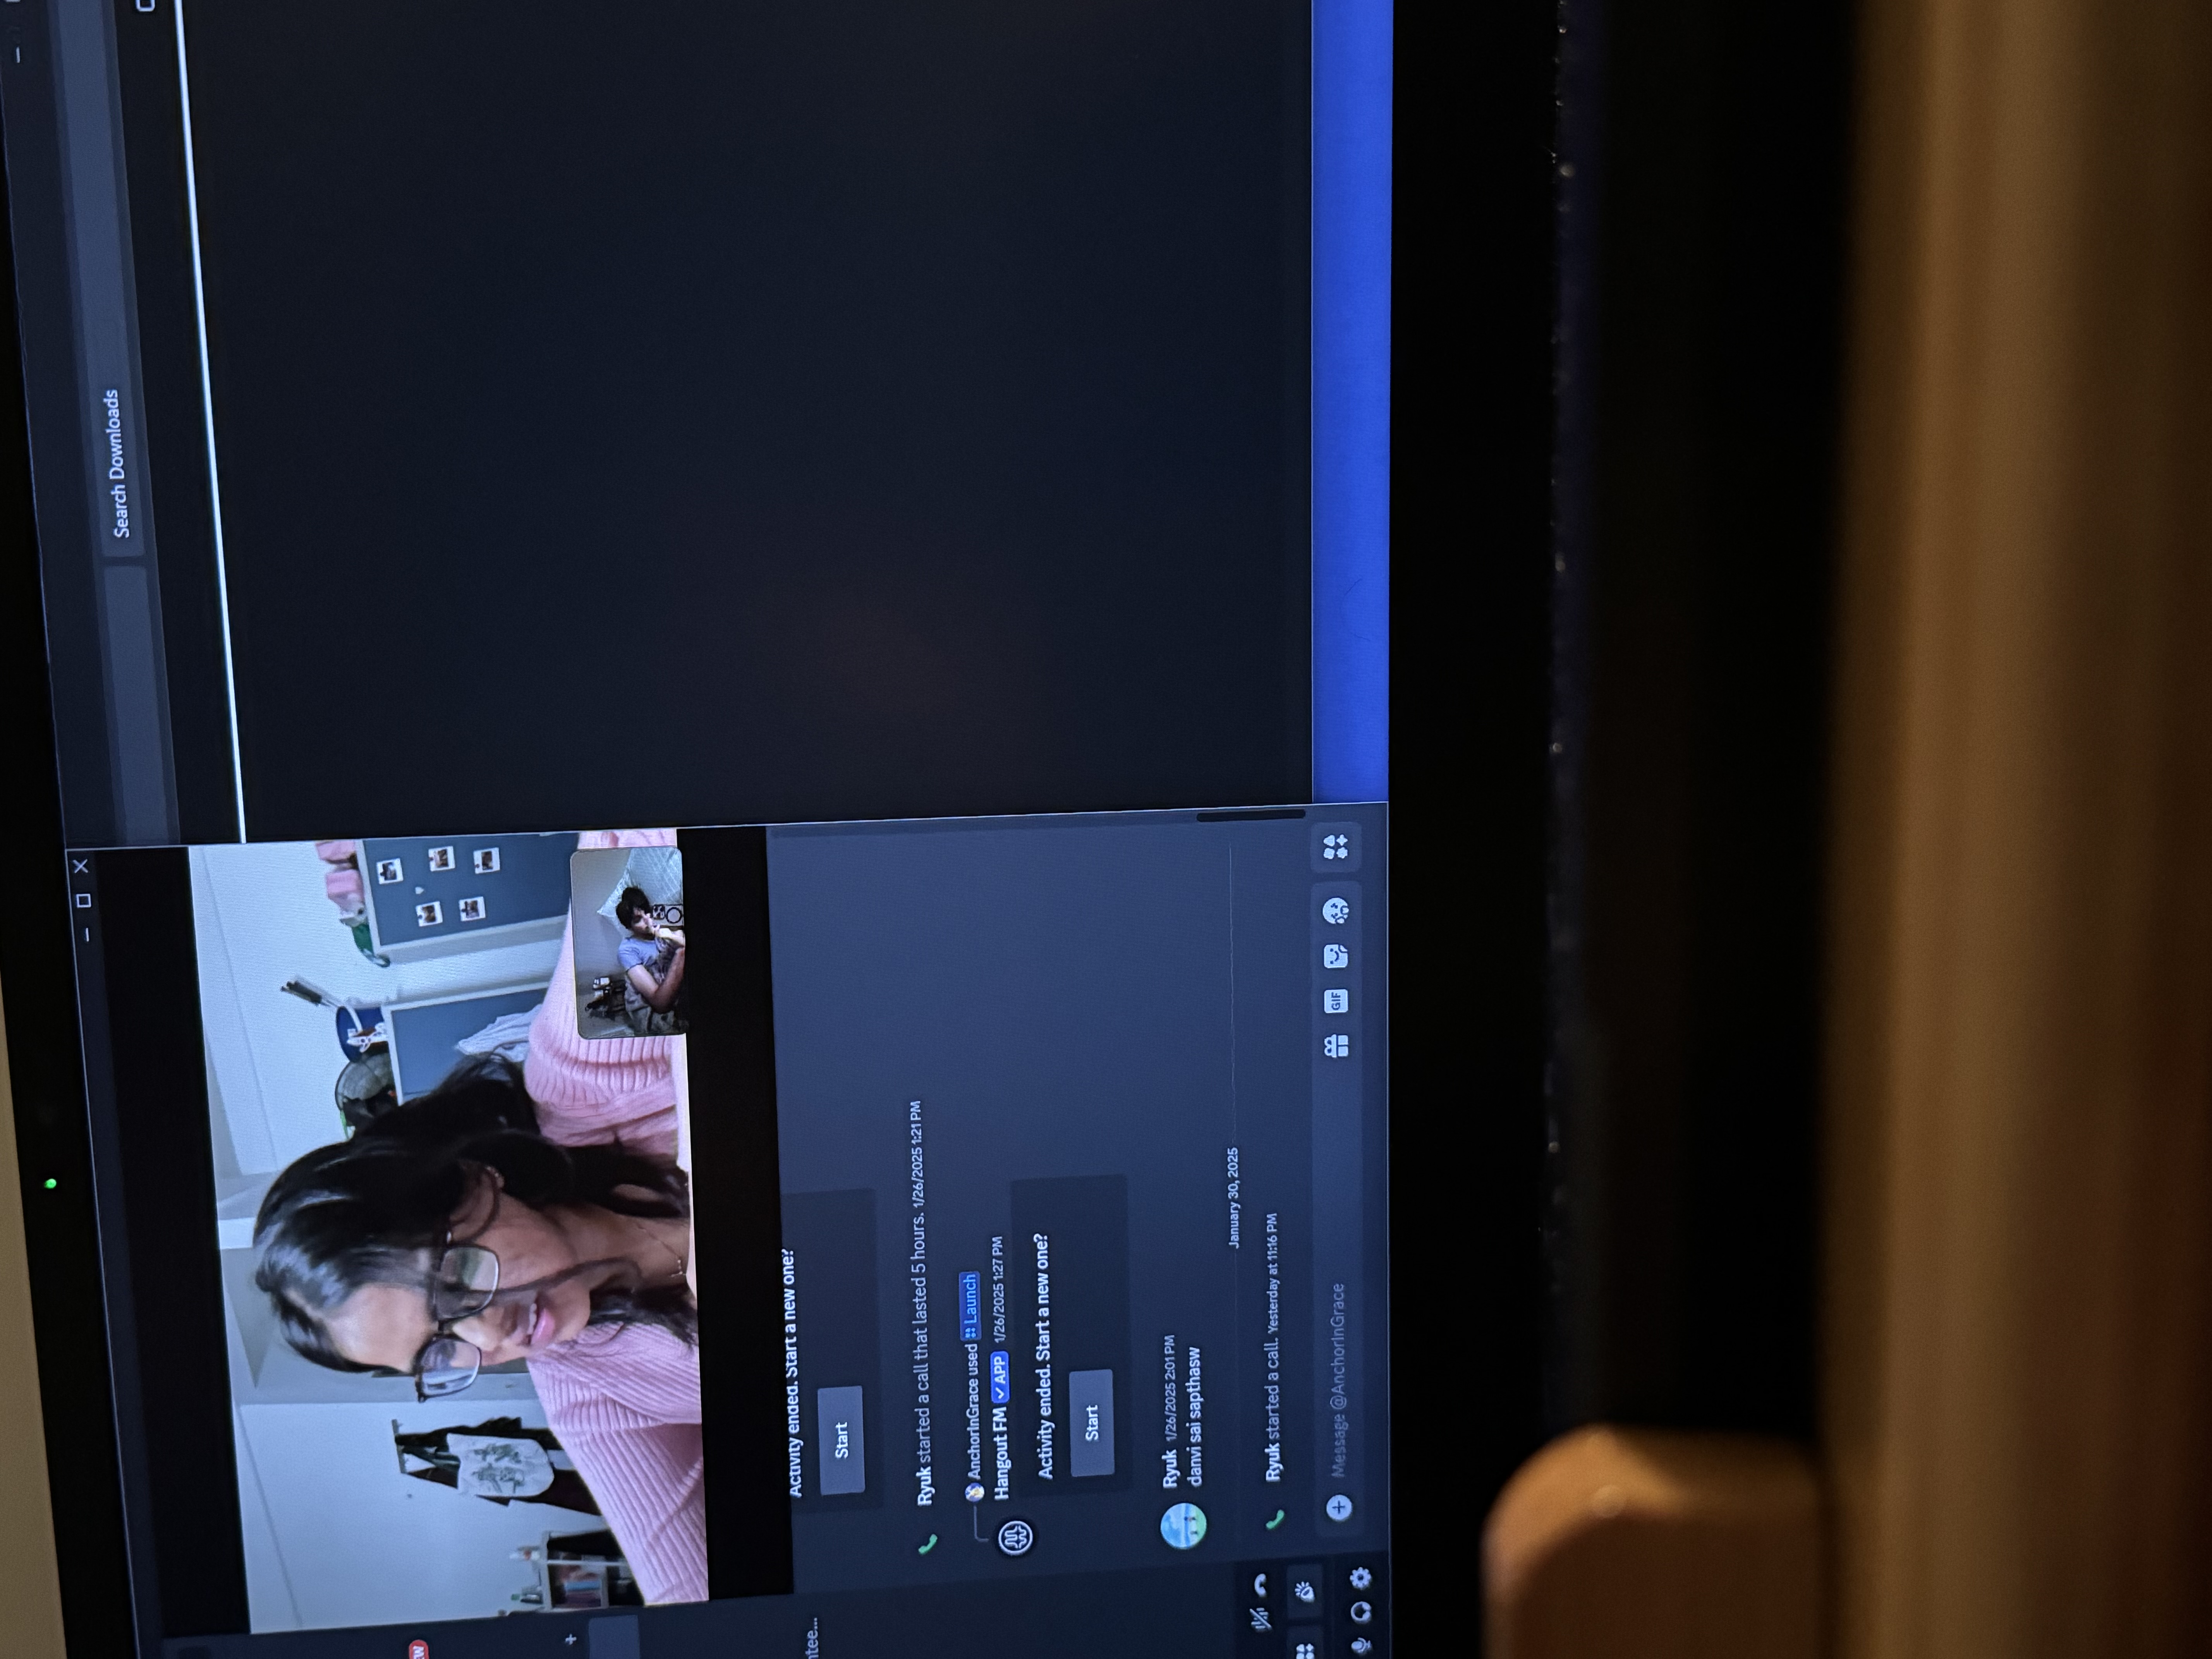 Search Downloads
EW
ntee...
Activity ended. Start a new one?
Start
Ryuk started a call that lasted 5 hours. 1/26/2025 1:21 PM
AnchorInGrace used Launch
Hangout FM ✓ APP 1/26/2025 1:27 PM
Activity ended. Start a new one?
Start
Ryuk 1/26/2025 2:01 PM
danvi sai sapthasw
January 30, 2025
Ryuk started a call. Yesterday at 11:16 PM
Message @AnchorInGrace
GIF